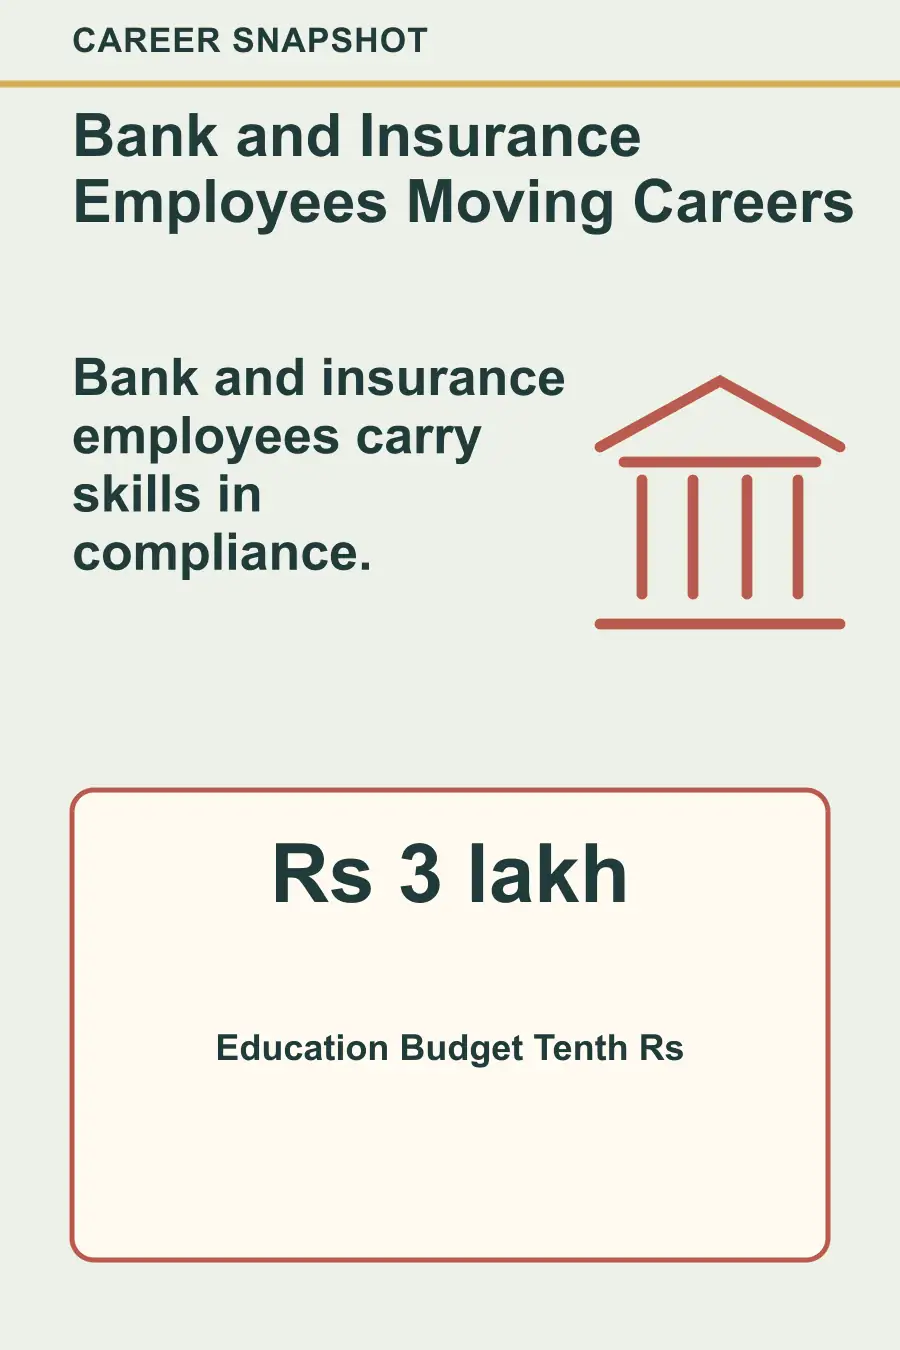 CAREER SNAPSHOT
Bank and Insurance
Employees Moving Careers
Bank and insurance
employees carry
skills in
compliance.
Rs 3 lakh
Education Budget Tenth Rs